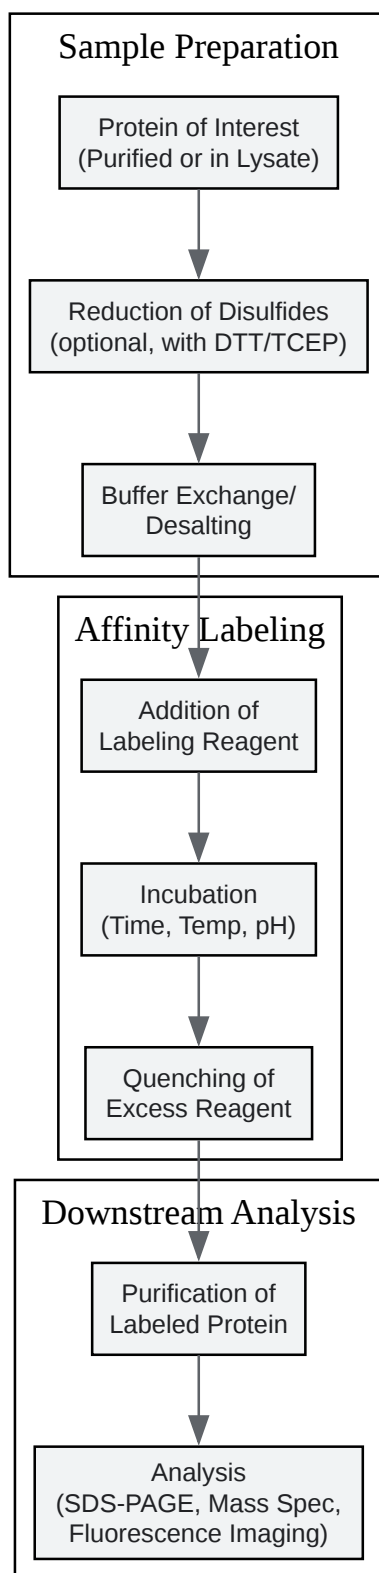 Sample Preparation
Protein of Interest
(Purified or in Lysate)
Reduction of Disulfides
(optional, with DTT/TCEP)
Buffer Exchange/
Desalting
Affinity Labeling
Addition of
Labeling Reagent
Incubation
(Time, Temp, pH)
Quenching of
Excess Reagent
Downstream Analysis
Purification of
Labeled Protein
Analysis
(SDS-PAGE, Mass Spec,
Fluorescence Imaging)